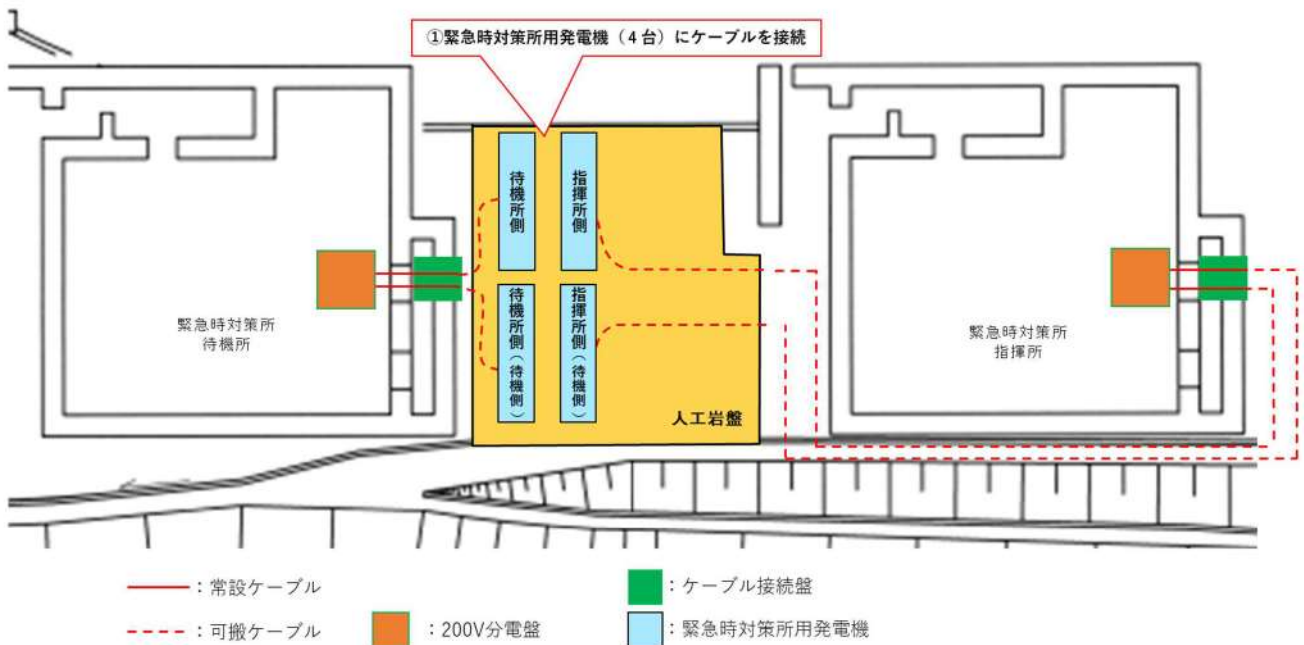 ①緊急時対策所用発電機（4台）にケーブルを接続
待機所側
指揮所側
待機所側（待機側）
指揮所側（待機側）
緊急時対策所
待機所
緊急時対策所
指揮所
人工岩盤
：常設ケーブル
：ケーブル接続盤
：可搬ケーブル
：200V分電盤
：緊急時対策所用発電機